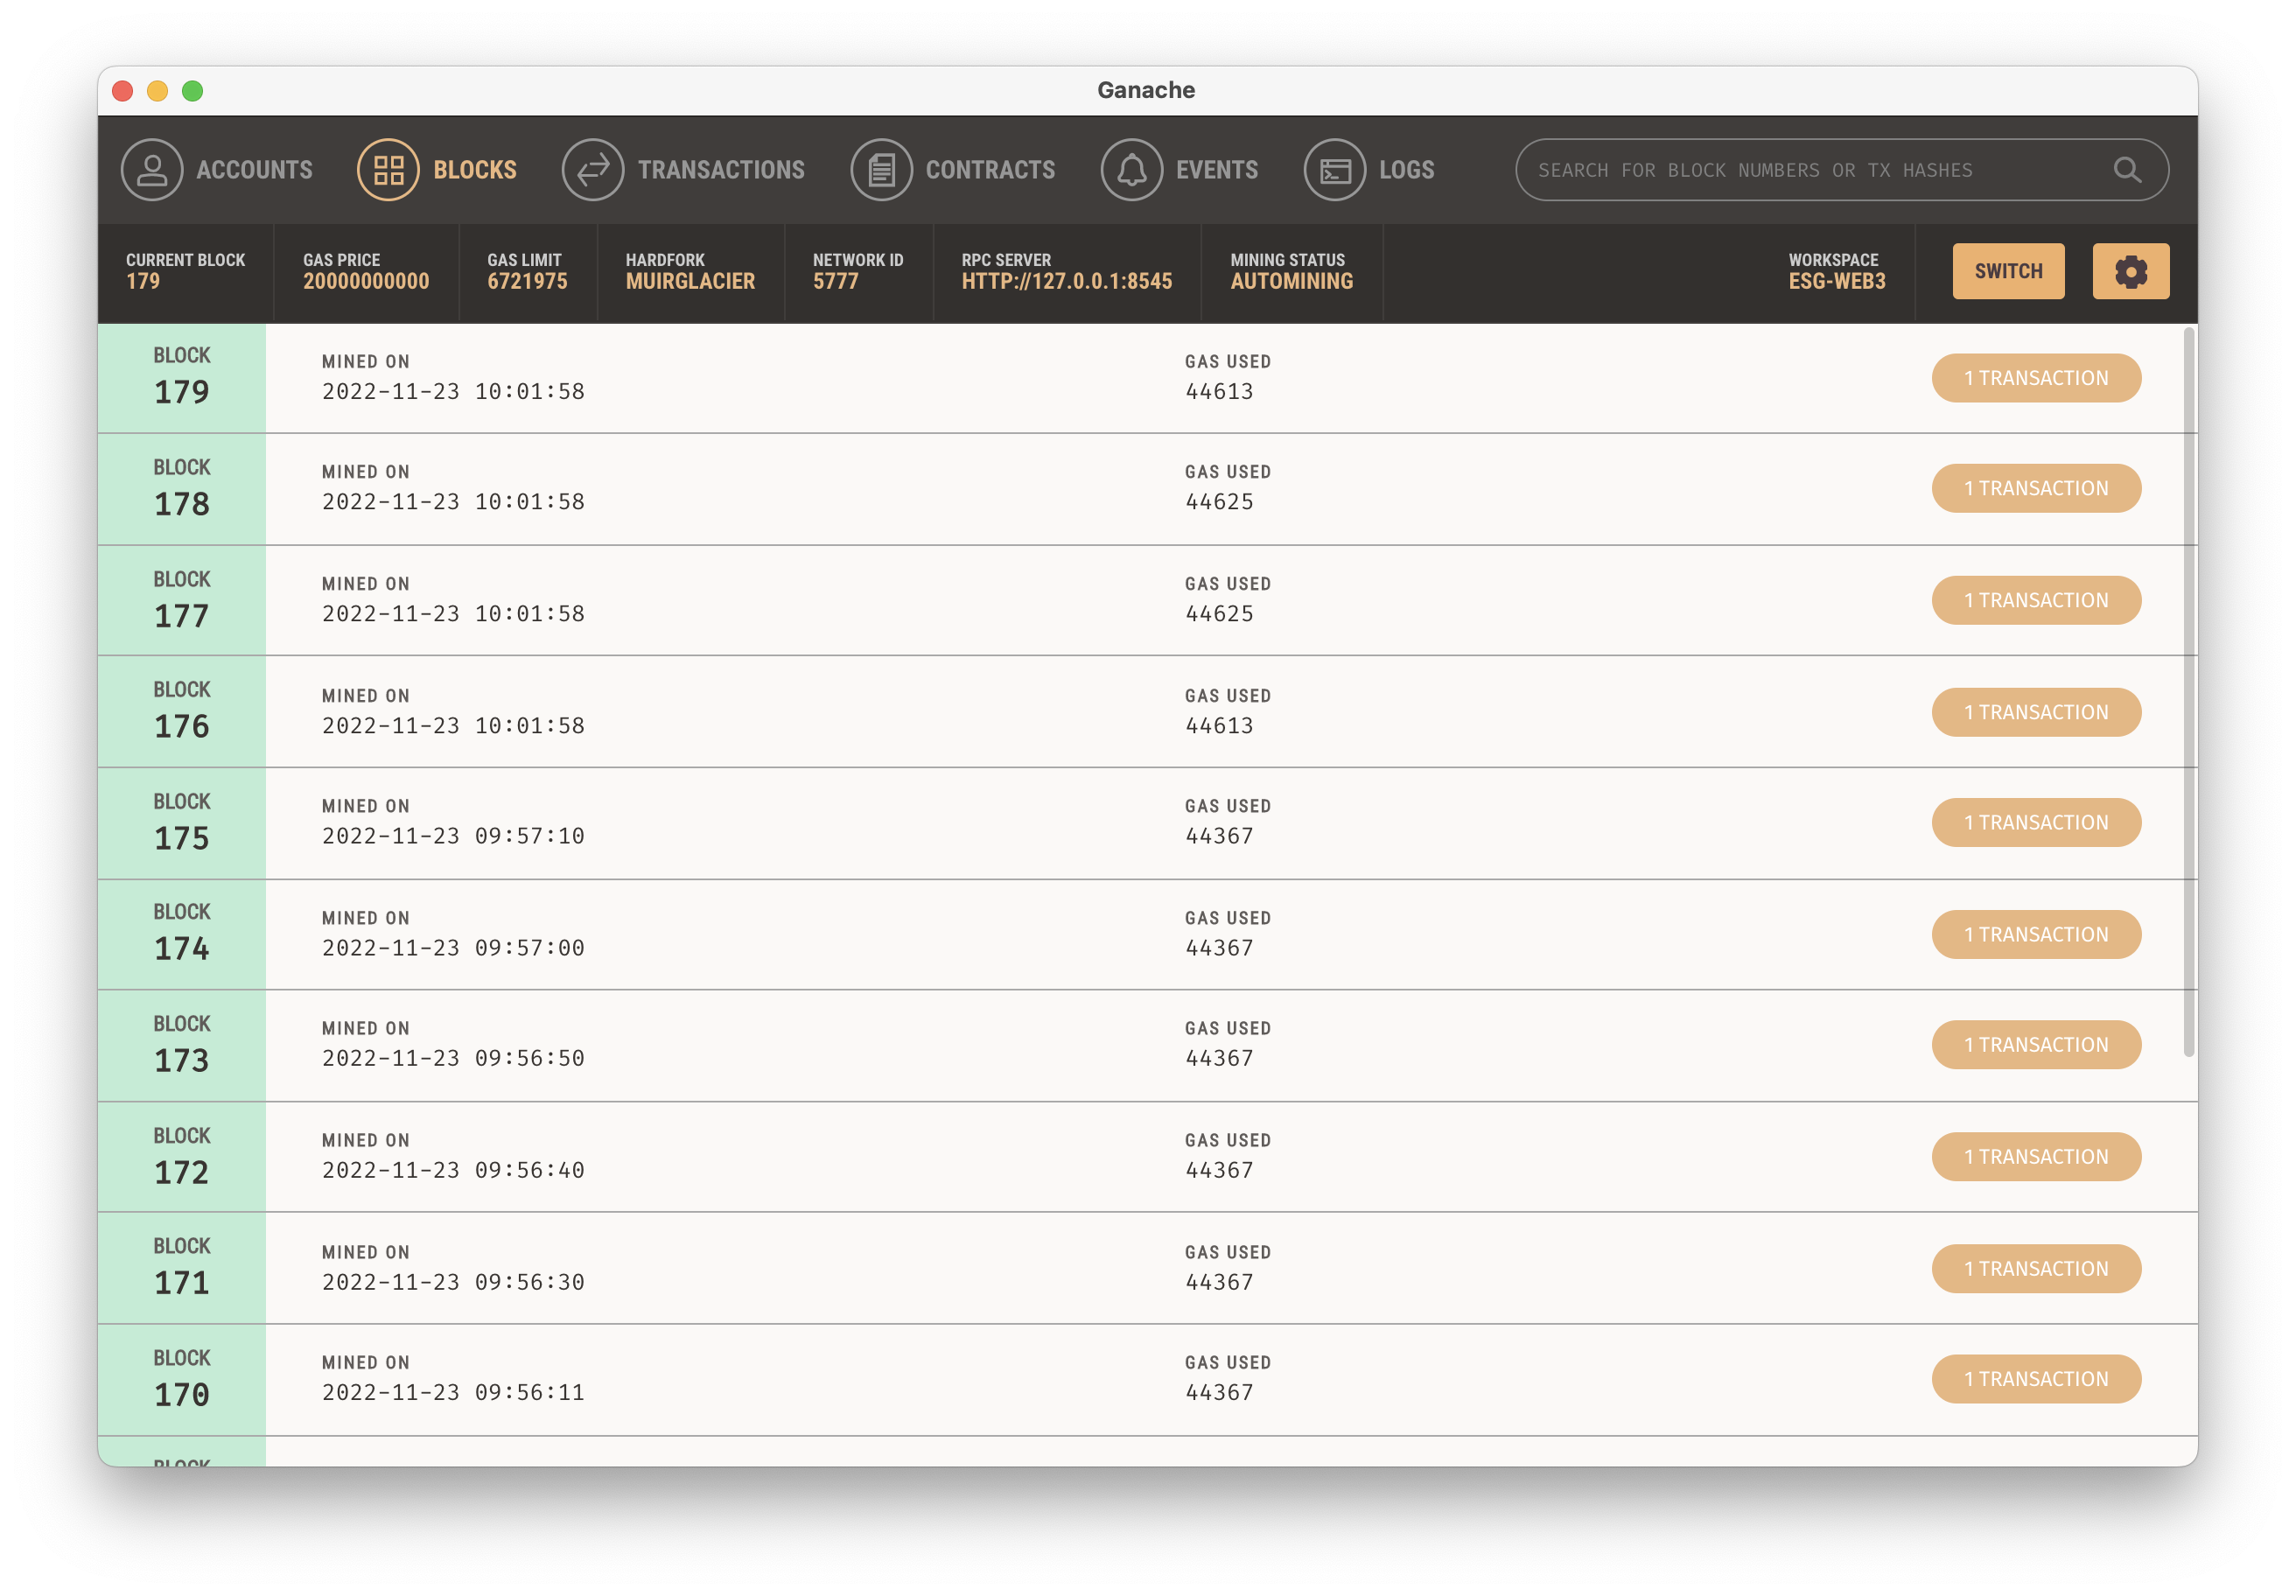 Ganache
ACCOUNTS BLOCKS TRANSACTIONS CONTRACTS EVENTS LOGS SEARCH FOR BLOCK NUMBERS OR TX HASHES
CURRENT BLOCK GAS PRICE GAS LIMIT HARDFORK NETWORK ID RPC SERVER MINING STATUS WORKSPACE
179 20000000000 6721975 MUIRGLACIER 5777 HTTP://127.0.0.1:8545 AUTOMINING ESG-WEB3 SWITCH
BLOCK MINED ON GAS USED
179 2022-11-23 10:01:58 44613 1 TRANSACTION
BLOCK MINED ON GAS USED
178 2022-11-23 10:01:58 44625 1 TRANSACTION
BLOCK MINED ON GAS USED
177 2022-11-23 10:01:58 44625 1 TRANSACTION
BLOCK MINED ON GAS USED
176 2022-11-23 10:01:58 44613 1 TRANSACTION
BLOCK MINED ON GAS USED
175 2022-11-23 09:57:10 44367 1 TRANSACTION
BLOCK MINED ON GAS USED
174 2022-11-23 09:57:00 44367 1 TRANSACTION
BLOCK MINED ON GAS USED
173 2022-11-23 09:56:50 44367 1 TRANSACTION
BLOCK MINED ON GAS USED
172 2022-11-23 09:56:40 44367 1 TRANSACTION
BLOCK MINED ON GAS USED
171 2022-11-23 09:56:30 44367 1 TRANSACTION
BLOCK MINED ON GAS USED
170 2022-11-23 09:56:11 44367 1 TRANSACTION
BLOCK